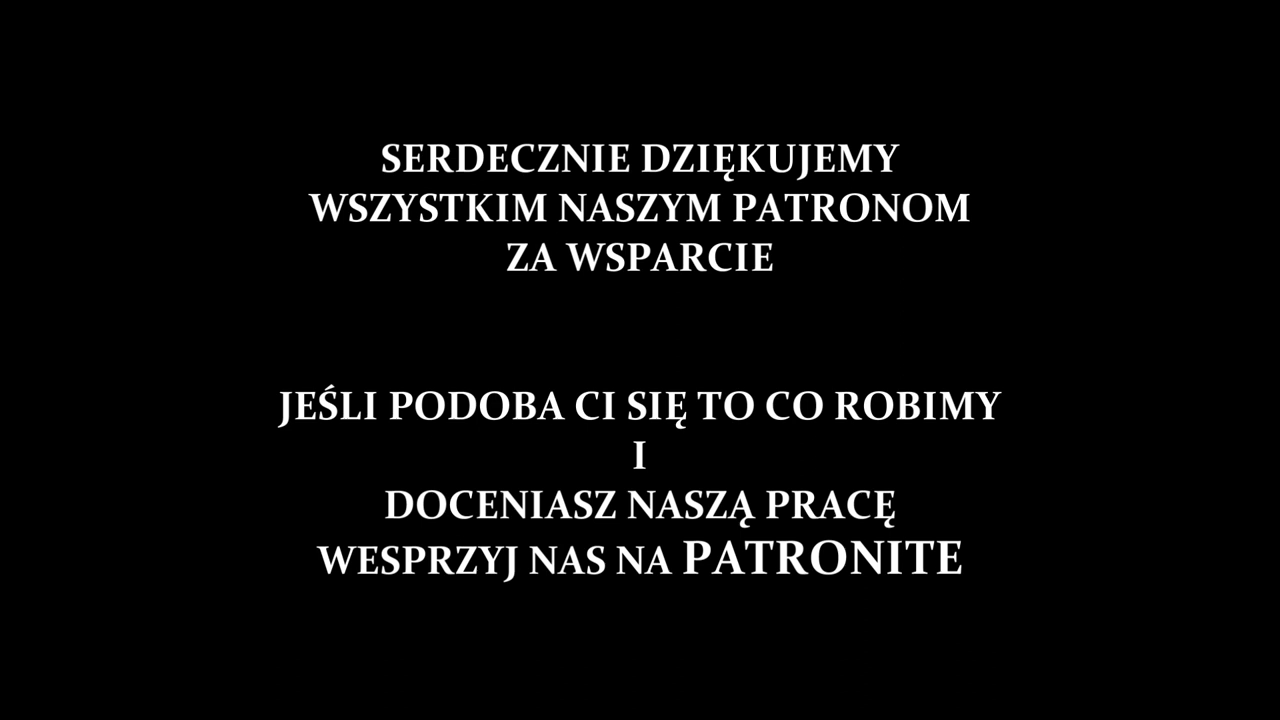 SERDECZNIE DZIĘKUJEMY
WSZYSTKIM NASZYM PATRONOM
ZA WSPARCIE
JEŚLI PODOBA CI SIĘ TO CO ROBIMY
I
DOCENIASZ NASZĄ PRACĘ
WESPRZYJ NAS NA PATRONITE